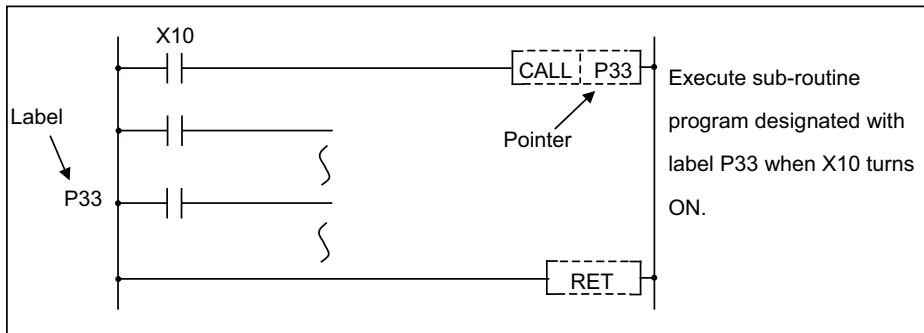 X10
CALL P33
Label
Pointer
P33
RET
Execute sub-routine
program designated with
label P33 when X10 turns
ON.